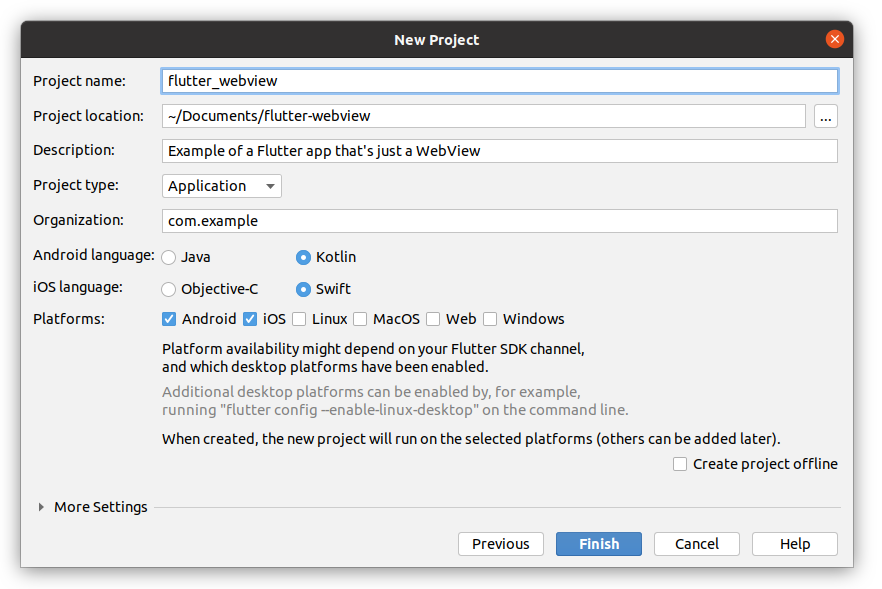 New Project
Project name: flutter_webview
Project location: ~/Documents/flutter-webview ...
Description: Example of a Flutter app that's just a WebView
Project type: Application
Organization: com.example
Android language: Java Kotlin
iOS language: Objective-C Swift
Platforms: Android iOS Linux MacOS Web Windows
Platform availability might depend on your Flutter SDK channel,
and which desktop platforms have been enabled.
Additional desktop platforms can be enabled by, for example,
running "flutter config --enable-linux-desktop" on the command line.
When created, the new project will run on the selected platforms (others can be added later).
Create project offline
More Settings
Previous Finish Cancel Help